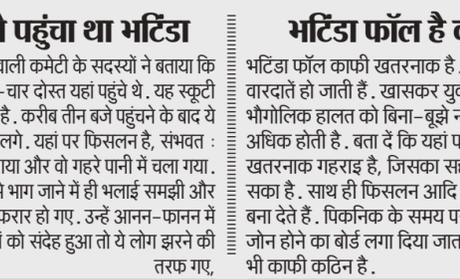 पहुंचा था भटिंडा
वाली कमेटी के सदस्यों ने बताया कि
-चार दोस्त यहां पहुंचे थे. यह स्कूटी
है. करीब तीन बजे पहुंचने के बाद ये
लगे. यहां पर फिसलन है, संभवत :
गया और वो गहरे पानी में चला गया.
भाग जाने में ही भलाई समझी और
फरार हो गए. उन्हें आनन-फानन में
को संदेह हुआ तो ये लोग झरने की
तरफ गए,
भटिंडा फॉल है
भटिंडा फॉल काफी खतरनाक है.
वारदातें हो जाती हैं. खासकर
भौगोलिक हालत को बिना-बूझे
अधिक होती है. बता दें कि यहां
खतरनाक गहराइ है, जिसका
सका है. साथ ही फिसलन आदि
बना देते हैं. पिकनिक के समय
जोन होने का बोर्ड लगा दिया
भी काफी कठिन है.